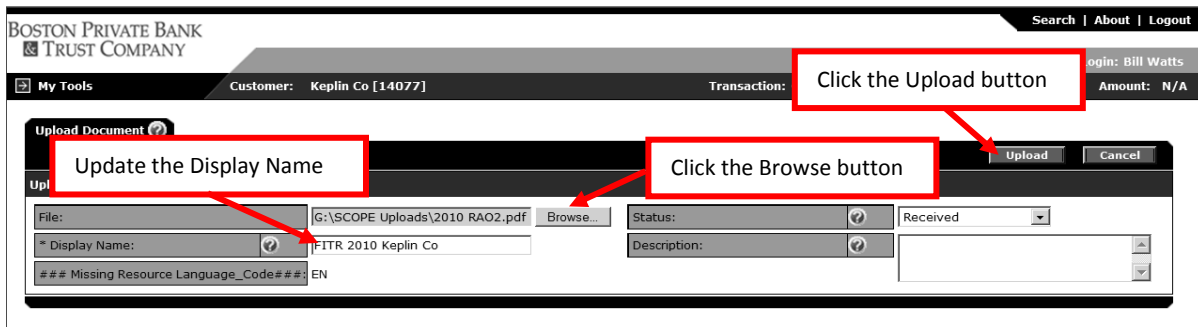 Search | About | Logout
BOSTON PRIVATE BANK
& TRUST COMPANY
ogin: Bill Watts
My Tools
Customer: Keplin Co [14077]
Transaction:
Amount: N/A
Click the Upload button
Upload Document
Upload
Cancel
Update the Display Name
Click the Browse button
Upl
File:
G:\SCOPE Uploads\2010 RAO2.pdf
Browse...
Status:
Received
* Display Name:
FITR 2010 Keplin Co
Description:
### Missing Resource Language_Code###:
EN